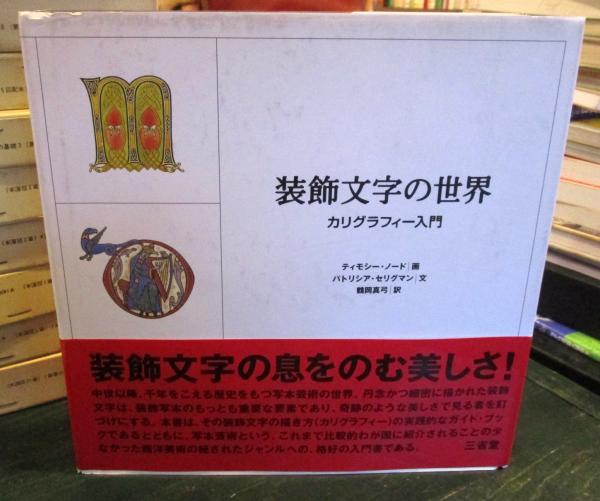 装飾文字の世界
カリグラフィー入門
ティモシー・ノード|画
パトリシア・セリグマン|文
鶴岡真弓|訳
装飾文字の息をのむ美しさ!
中世以降、千年をこえる歴史をもつ写本芸術の世界。丹念かつ細密に描かれた装飾
文字は、装飾写本のもっとも重要な要素であり、奇跡のような美しさで見る者を釘
づけにする。本書は、その装飾文字の描き方(カリグラフィー)の実践的なガイド・ブッ
クであるとともに、写本芸術という、これまで比較的わが国に紹介されることの少
なかった西洋美術の秘されたジャンルへの、格好の入門書である。
三省堂